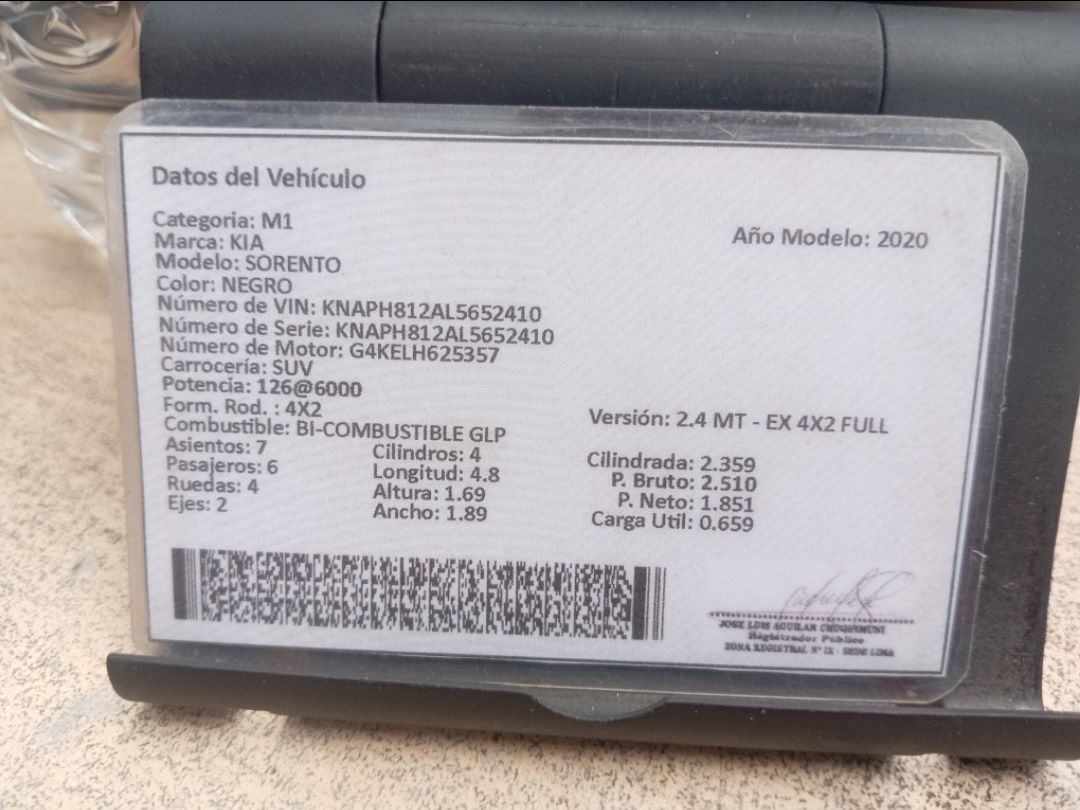 Datos del Vehículo
Categoria: M1
Año Modelo: 2020
Marca: KIA
Modelo: SORENTO
Color: NEGRO
Número de VIN: KNAPH812AL5652410
Número de Serie: KNAPH812AL5652410
Número de Motor: G4KELH625357
Carrocería: SUV
Potencia: 126@6000
Form. Rod. : 4X2
Versión: 2.4 MT - EX 4X2 FULL
Combustible: BI-COMBUSTIBLE GLP
Asientos: 7
Cilindros: 4
Cilindrada: 2.359
Pasajeros: 6
Longitud: 4.8
P. Bruto: 2.510
Ruedas: 4
Altura: 1.69
P. Neto: 1.851
Ejes: 2
Ancho: 1.89
Carga Util: 0.659
JOSE LUIS AGUILAR CHOQUIMUNI
Registrador Público
ZONA REGISTRAL N° IX - SEDE LIMA